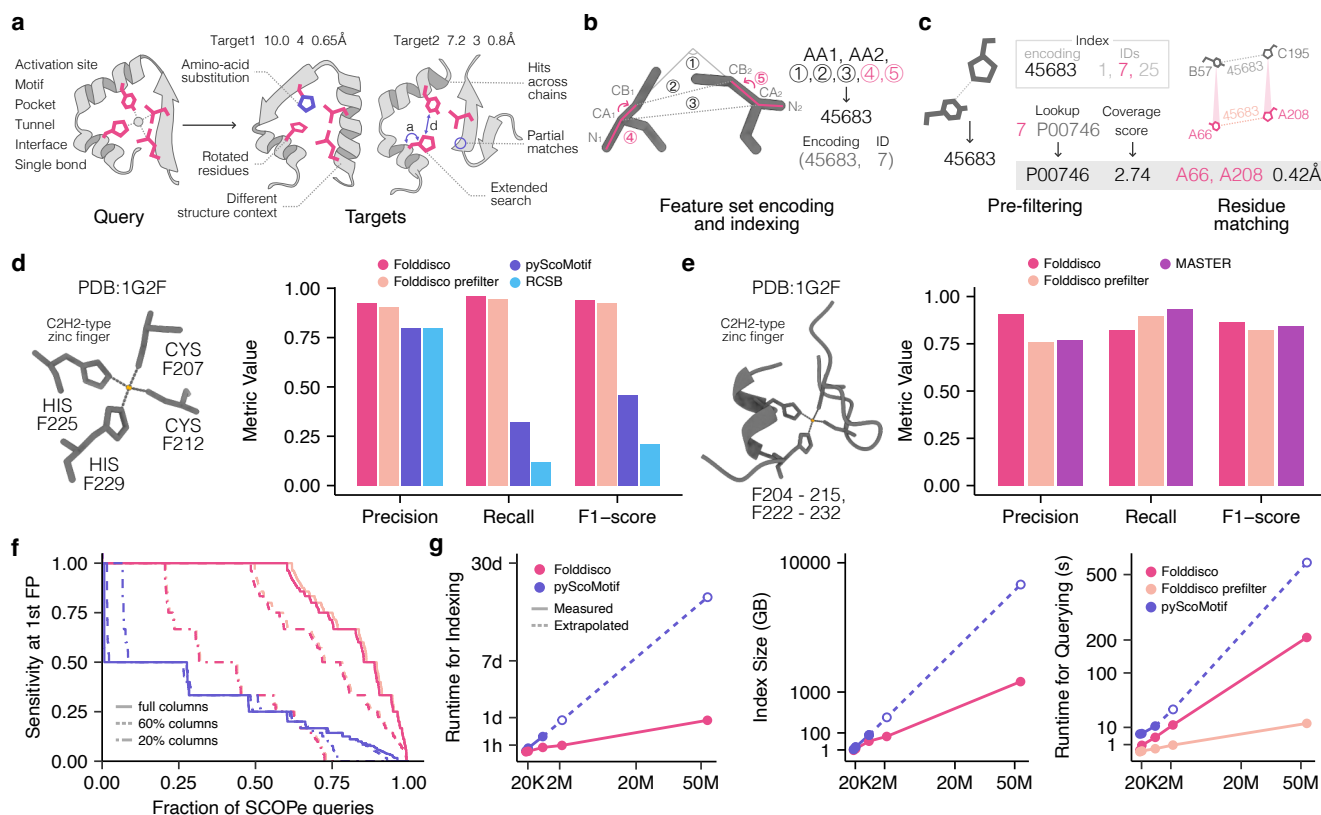 a
Target1 10.0 4 0.65Å
Target2 7.2 3 0.8Å
Activation site
Motif
Pocket
Tunnel
Interface
Single bond
Amino-acid
substitution
Rotated
residues
Different
structure context
Hits
across
chains
a
d
Partial
matches
Extended
search
Query
Targets
b
①
②
③
④
⑤
CB₁
CA₁
N₁
CB₂
CA₂
N₂
AA1, AA2,
①,②,③,④,⑤
45683
Encoding ID
(45683, 7)
Feature set encoding
and indexing
c
Index
encoding IDs
45683 1, 7, 25
45683
Lookup
7 P00746
Coverage
score
B57
45683
C195
45683
A66
A208
P00746 2.74 A66, A208 0.42Å
Pre-filtering
Residue
matching
d
PDB:1G2F
C2H2-type
zinc finger
CYS
F207
HIS
F225
CYS
F212
HIS
F229
Folddisco
Folddisco prefilter
pyScoMotif
RCSB
Metric Value
1.00
0.75
0.50
0.25
0.00
Precision
Recall
F1−score
e
PDB:1G2F
C2H2-type
zinc finger
F204 - 215,
F222 - 232
Folddisco
Folddisco prefilter
MASTER
Metric Value
1.00
0.75
0.50
0.25
0.00
Precision
Recall
F1−score
f
Sensitivity at 1st FP
1.00
0.75
0.50
0.25
0.00
full columns
60% columns
20% columns
0.00 0.25 0.50 0.75 1.00
Fraction of SCOPe queries
g
Runtime for Indexing
30d
7d
1d
1h
Folddisco
pyScoMotif
Measured
Extrapolated
20K 2M 20M 50M
Index Size (GB)
10000
1000
100
1
20K 2M 20M 50M
Runtime for Querying (s)
500
200
100
10
1
Folddisco
Folddisco prefilter
pyScoMotif
20K 2M 20M 50M